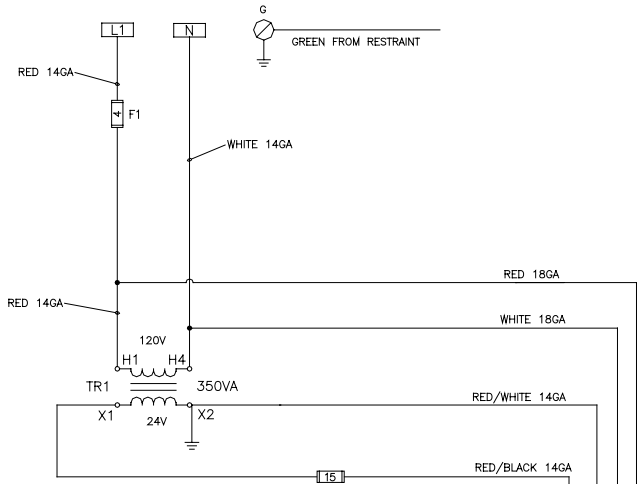 G
L1
N
GREEN FROM RESTRAINT
RED 14GA
4
F1
WHITE 14GA
RED 18GA
RED 14GA
WHITE 18GA
120V
H1
H4
TR1
350VA
RED/WHITE 14GA
X1
24V
X2
RED/BLACK 14GA
15